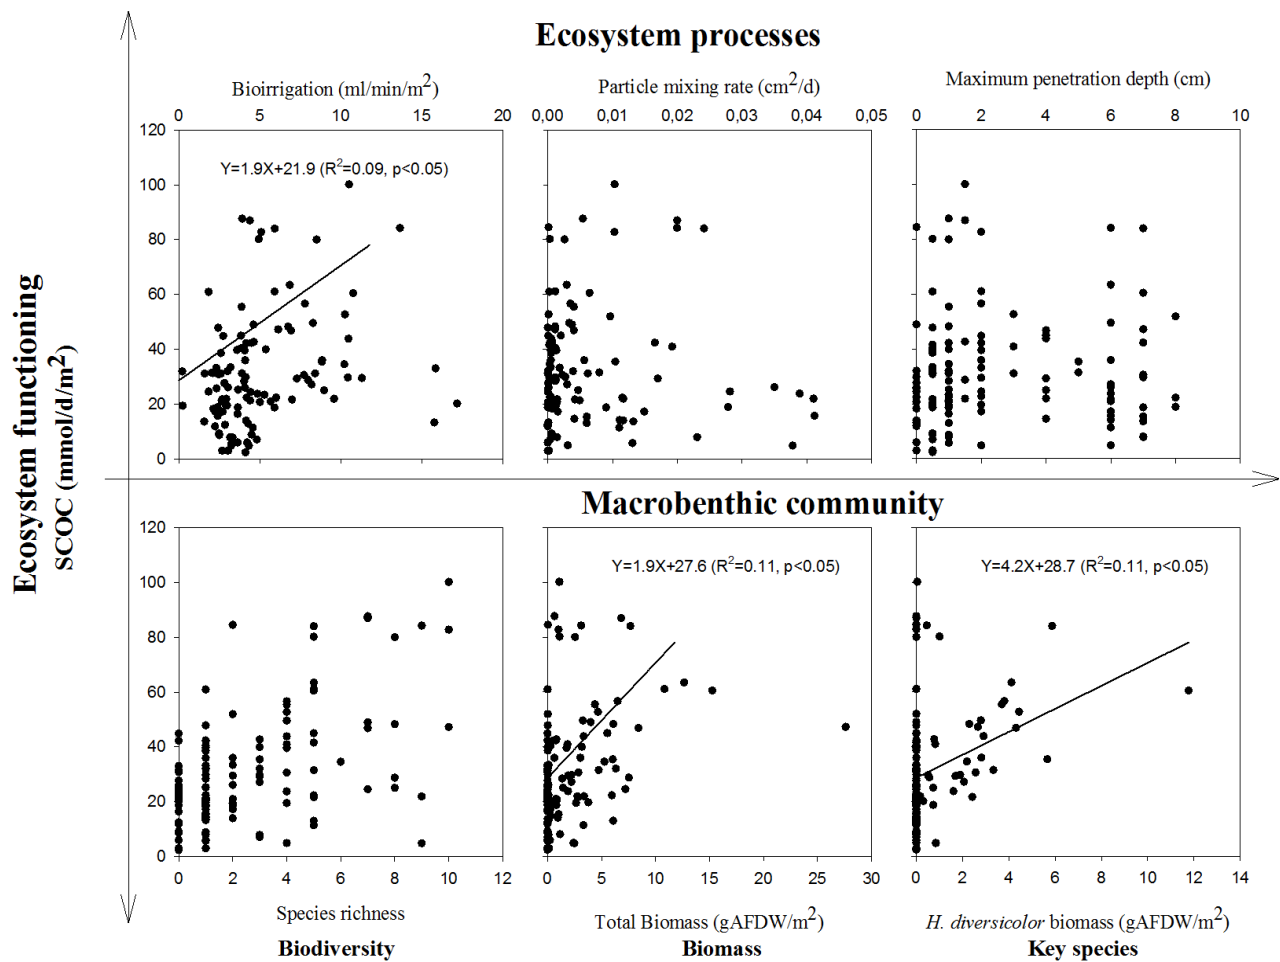 Ecosystem processes
Bioirrigation (ml/min/m2)
Particle mixing rate (cm2/d)
Maximum penetration depth (cm)
0 5 10 15 20
0,00 0,01 0,02 0,03 0,04 0,05
0 2 4 6 8 10
120
100
80
60
40
20
0
Y=1.9X+21.9 (R2=0.09, p<0.05)
Ecosystem functioning
SCOC (mmol/d/m2)
Macrobenthic community
120
100
80
60
40
20
0
Y=1.9X+27.6 (R2=0.11, p<0.05)
Y=4.2X+28.7 (R2=0.11, p<0.05)
0 2 4 6 8 10 12
0 5 10 15 20 25 30
0 2 4 6 8 10 12 14
Species richness
Total Biomass (gAFDW/m2)
H. diversicolor biomass (gAFDW/m2)
Biodiversity
Biomass
Key species